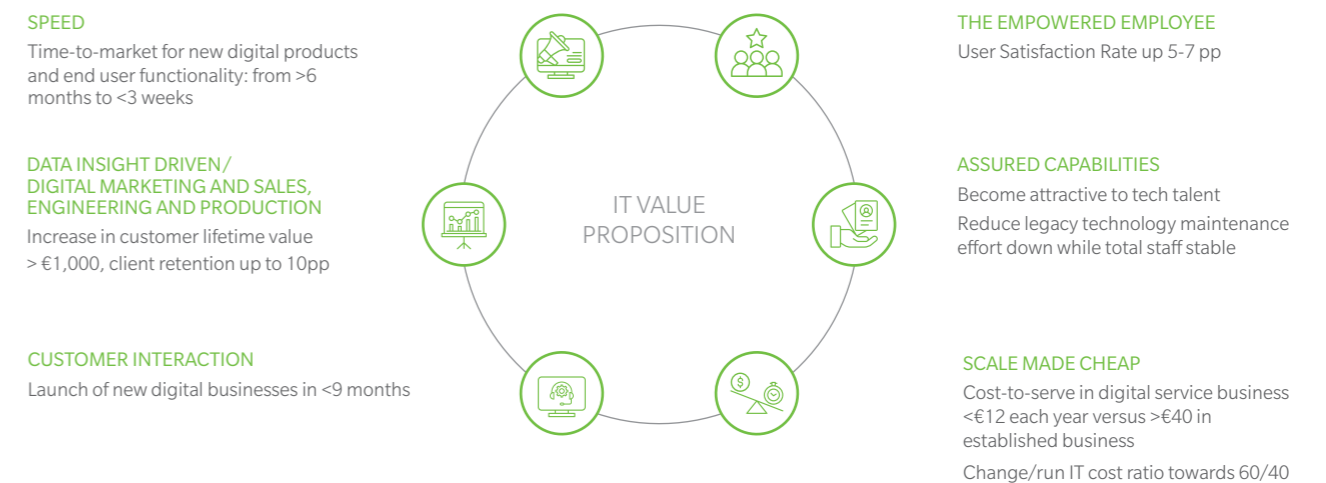 SPEED
Time-to-market for new digital products
and end user functionality: from >6
months to <3 weeks
DATA INSIGHT DRIVEN/
DIGITAL MARKETING AND SALES,
ENGINEERING AND PRODUCTION
Increase in customer lifetime value
> €1,000, client retention up to 10pp
CUSTOMER INTERACTION
Launch of new digital businesses in <9 months
IT VALUE
PROPOSITION
$
THE EMPOWERED EMPLOYEE
User Satisfaction Rate up 5-7 pp
ASSURED CAPABILITIES
Become attractive to tech talent
Reduce legacy technology maintenance
effort down while total staff stable
SCALE MADE CHEAP
Cost-to-serve in digital service business
<€12 each year versus >€40 in
established business
Change/run IT cost ratio towards 60/40